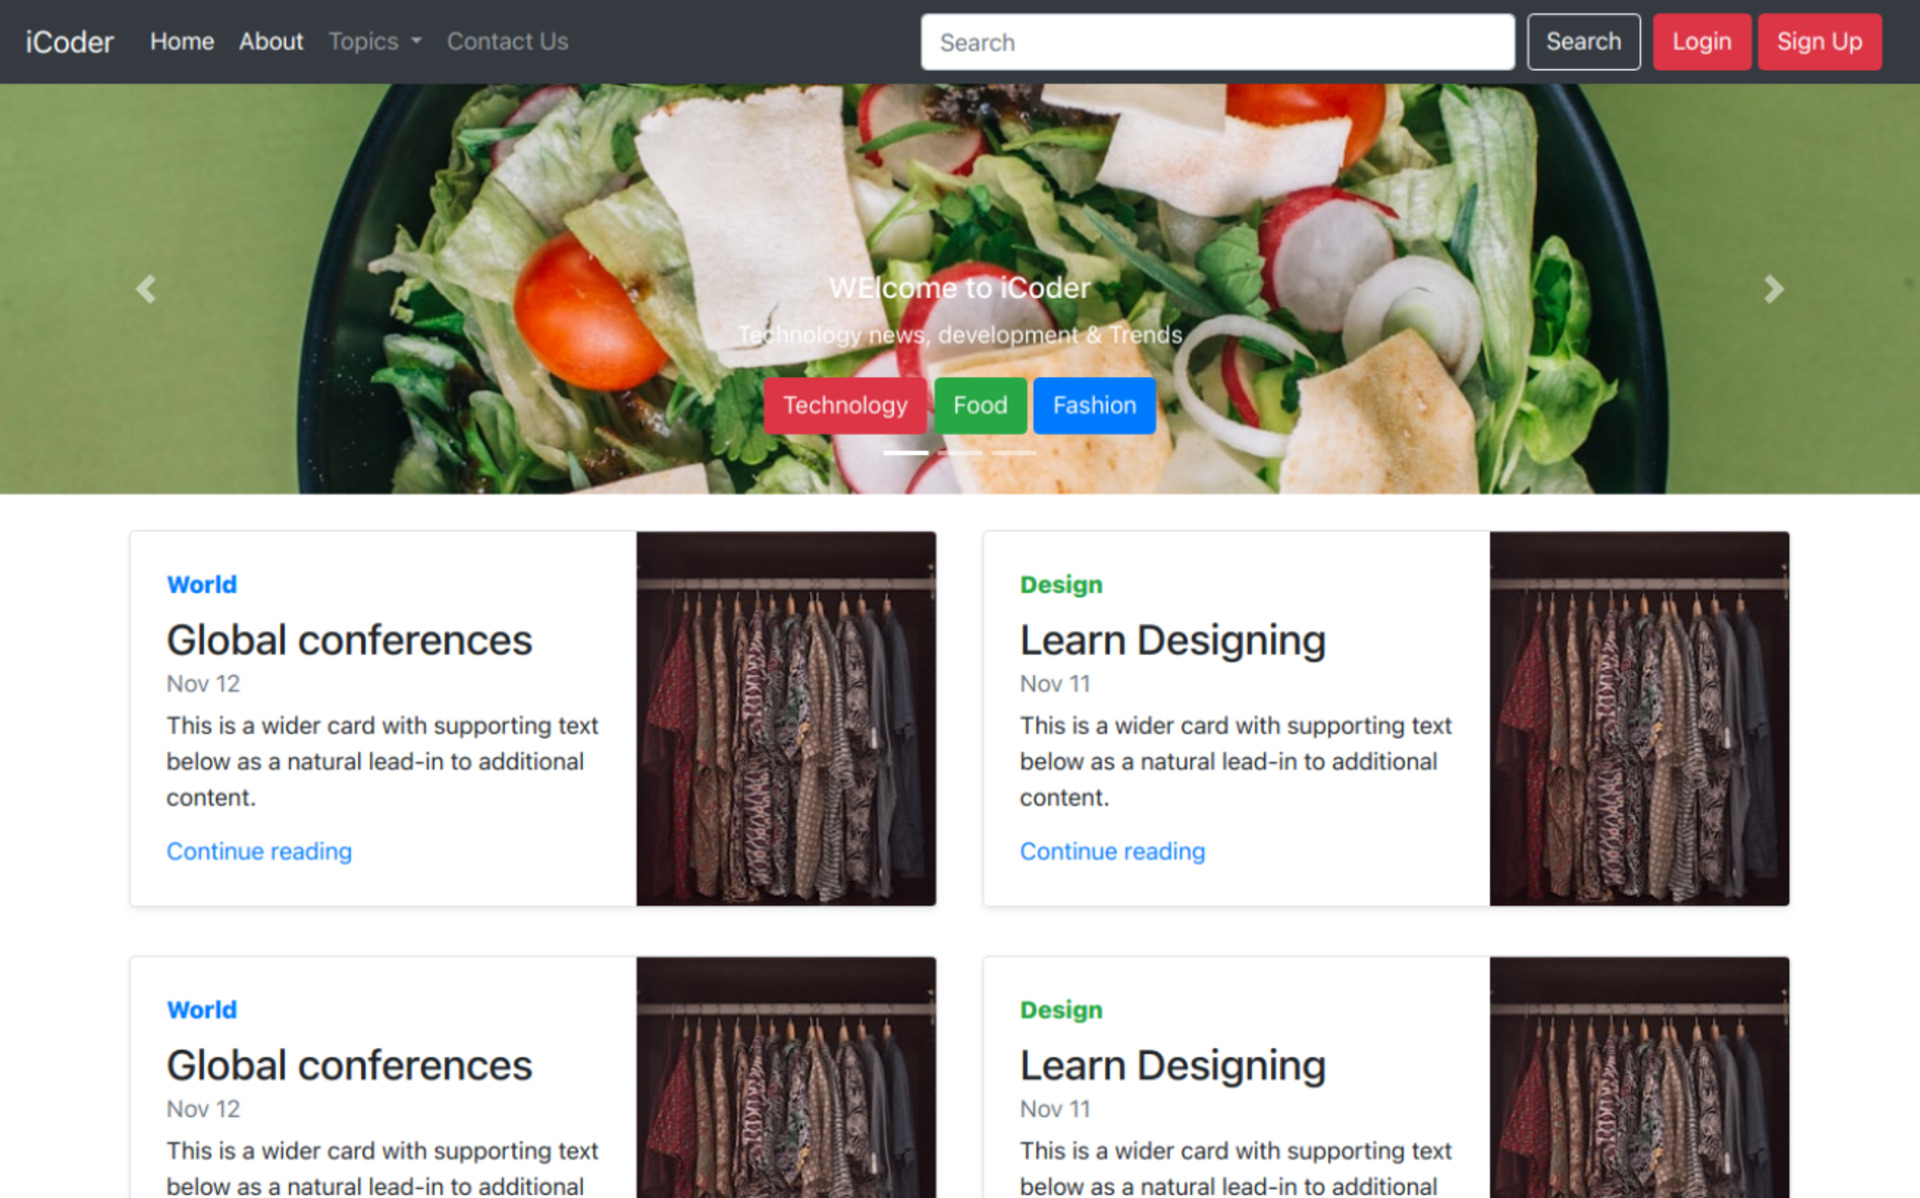 iCoder Home About Topics Contact Us Search Search Login Sign Up
WElcome to iCoder
Technology news, development & Trends
Technology Food Fashion
World
Global conferences
Nov 12
This is a wider card with supporting text
below as a natural lead-in to additional
content.
Continue reading
Design
Learn Designing
Nov 11
This is a wider card with supporting text
below as a natural lead-in to additional
content.
Continue reading
World
Global conferences
Nov 12
This is a wider card with supporting text
below as a natural lead-in to additional
Design
Learn Designing
Nov 11
This is a wider card with supporting text
below as a natural lead-in to additional